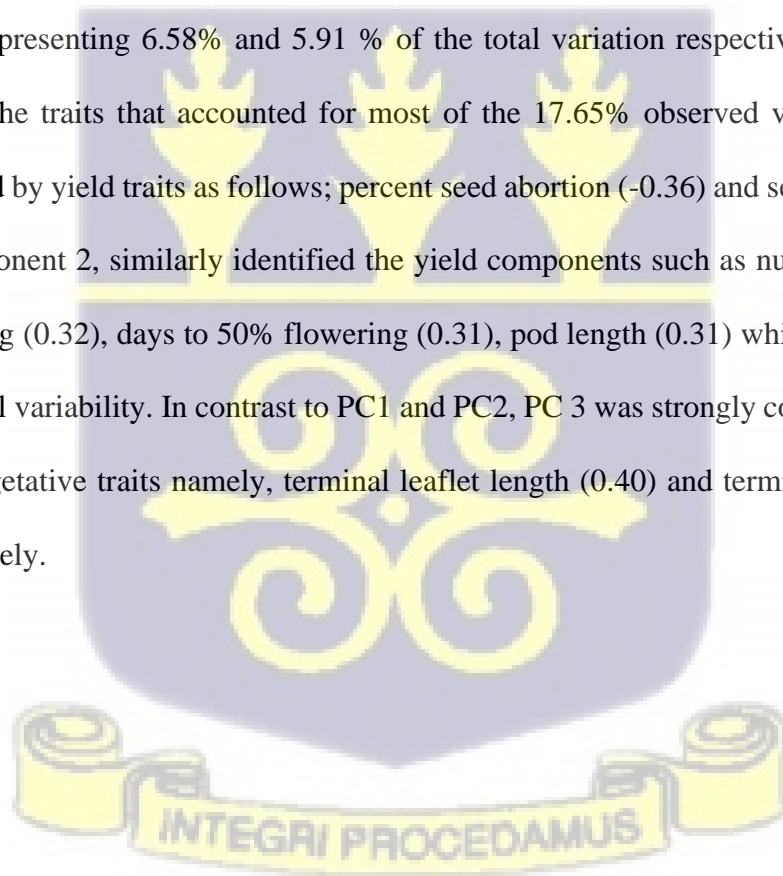 presenting 6.58% and 5.91 % of the total variation respectiv
he traits that accounted for most of the 17.65% observed v
l by yield traits as follows; percent seed abortion (-0.36) and se
onent 2, similarly identified the yield components such as nu
g (0.32), days to 50% flowering (0.31), pod length (0.31) whi
l variability. In contrast to PC1 and PC2, PC 3 was strongly co
getative traits namely, terminal leaflet length (0.40) and termi
ely.
INTEGRI PROCEDAMUS